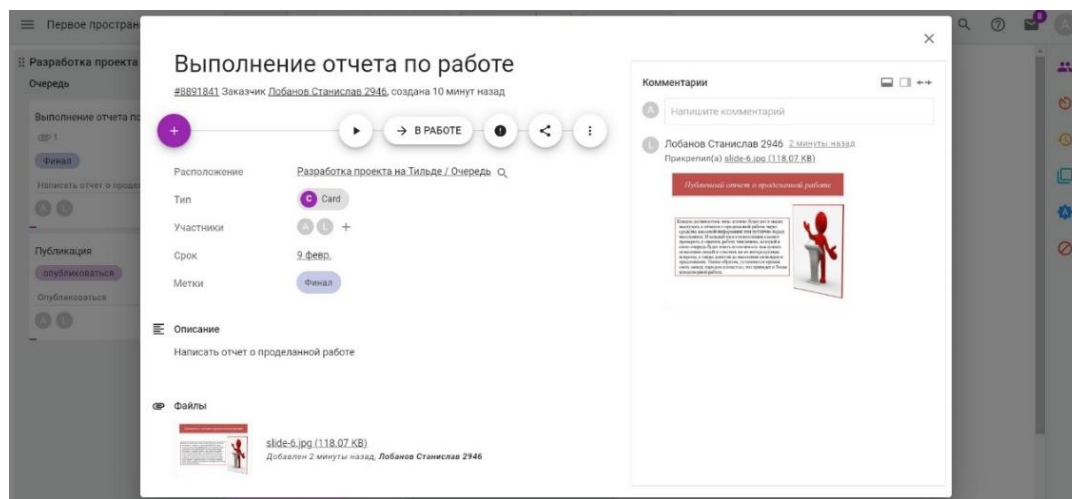 Первое простран
8
A
Разработка проекта
Очередь
Выполнение отчета по
1
Финал
Написать отчет о продел
A L
Публикация
опубликоваться
Опубликоваться
A L
Выполнение отчета по работе
#8891841 Заказчик Лобанов Станислав 2946, создана 10 минут назад
+
→ В РАБОТЕ
Расположение Разработка проекта на Тильде / Очередь
Тип C Card
Участники A L +
Срок 9 февр.
Метки Финал
Описание
Написать отчет о проделанной работе
Файлы
slide-6.jpg (118.07 KB)
Добавлен 2 минуты назад, Лобанов Станислав 2946
Комментарии
A Напишите комментарий
L Лобанов Станислав 2946 2 минуты назад
Прикрепил(а) slide-6.jpg (118.07 KB)
Публичный отчет о проделанной работе